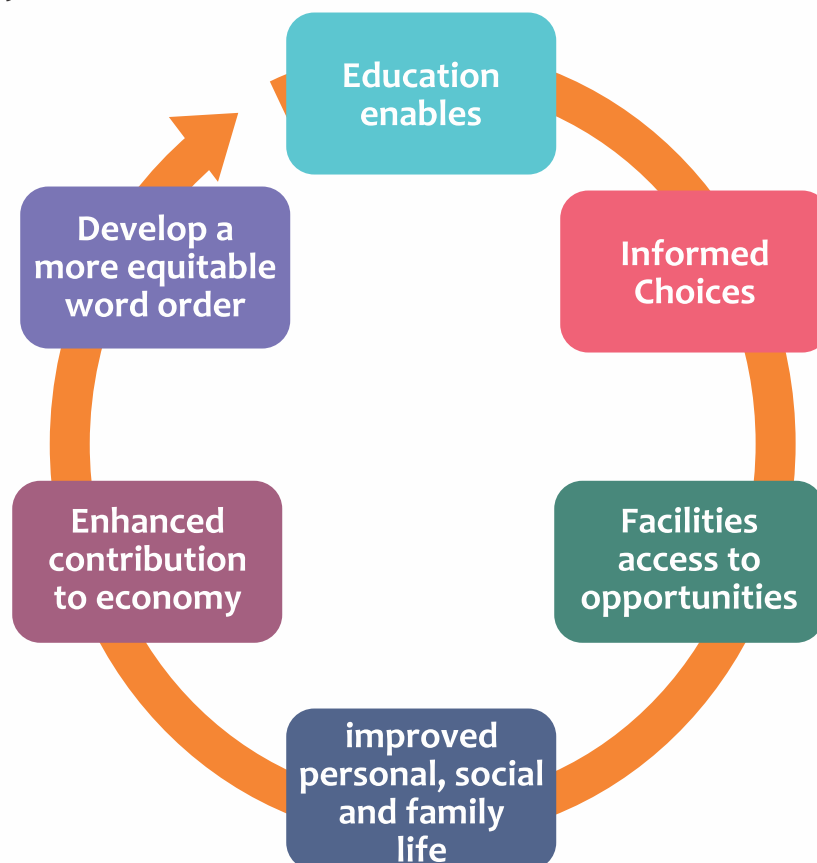 Education
enables
Informed
Choices
Facilities
access to
opportunities
improved
personal, social
and family
life
Enhanced
contribution
to economy
Develop a
more equitable
word order